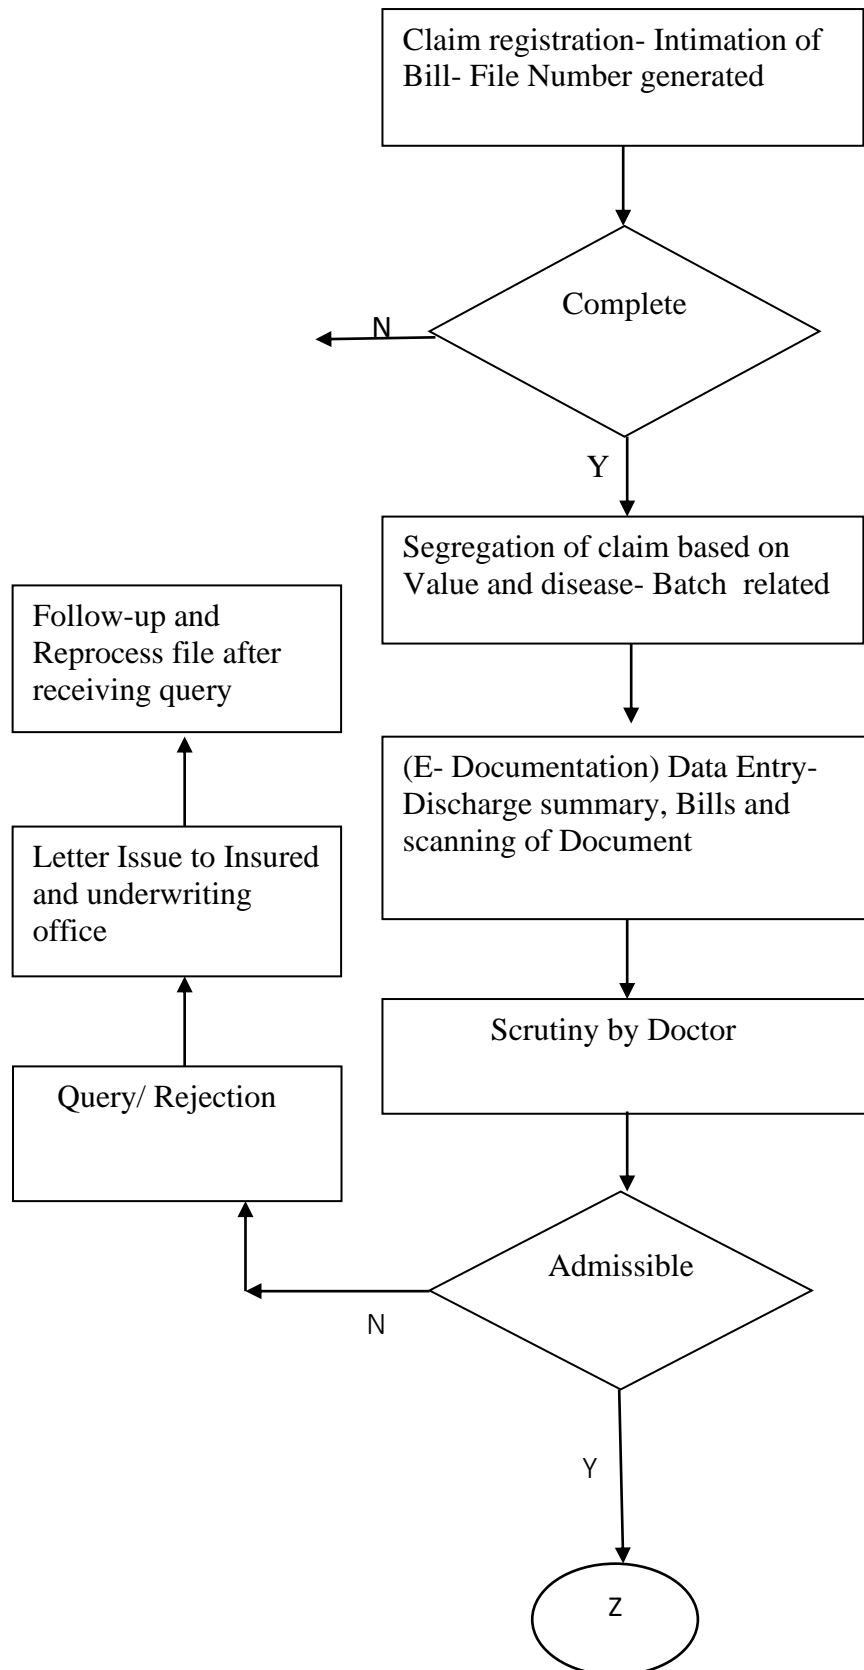 Claim registration- Intimation of
Bill- File Number generated
Complete
N
Y
Segregation of claim based on
Value and disease- Batch  related
Follow-up and
Reprocess file after
receiving query
(E- Documentation) Data Entry-
Discharge summary, Bills and
scanning of Document
Letter Issue to Insured
and underwriting
office
Scrutiny by Doctor
Query/ Rejection
Admissible
N
Y
Z